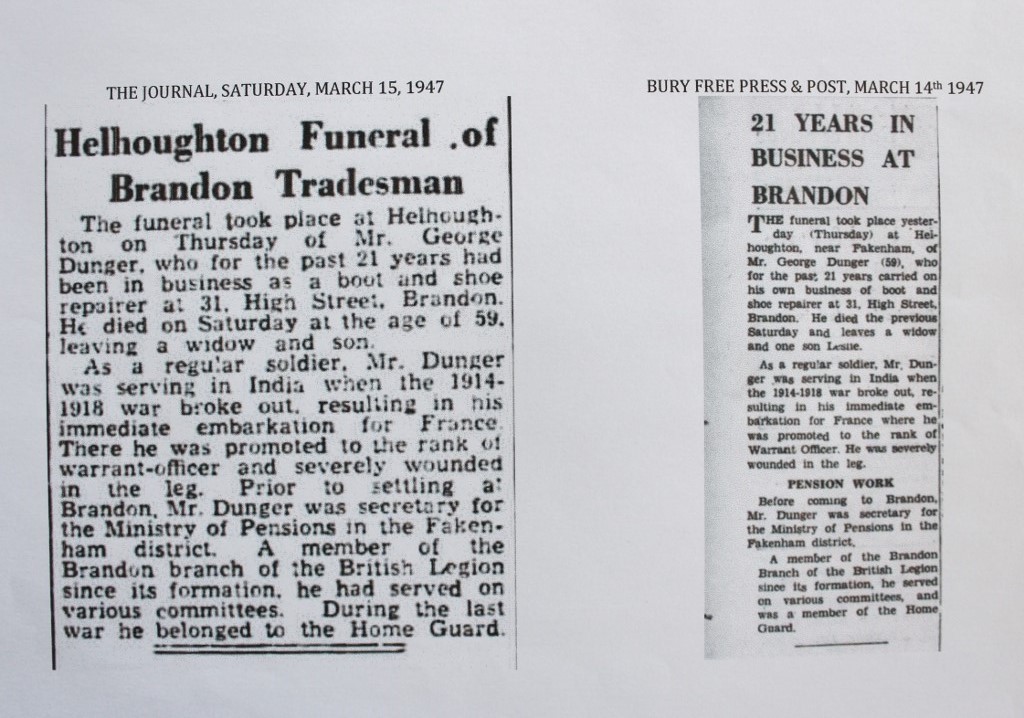 THE JOURNAL, SATURDAY, MARCH 15, 1947
Helhoughton Funeral .of
Brandon Tradesman
The funeral took place at Helhough-
ton on Thursday of Mr. George
Dunger, who for the past 21 years had
been in business as a boot and shoe
repairer at 31, High Street, Brandon.
He died on Saturday at the age of 59,
leaving a widow and son.
As a regular soldier, Mr. Dunger
was serving in India when the 1914-
1918 war broke out, resulting in his
immediate embarkation for France.
There he was promoted to the rank of
warrant-officer and severely wounded
in the leg. Prior to settling at
Brandon, Mr. Dunger was secretary for
the Ministry of Pensions in the Faken-
ham district. A member of the
Brandon branch of the British Legion
since its formation, he had served on
various committees. During the last
war he belonged to the Home Guard.
BURY FREE PRESS & POST, MARCH 14th 1947
21 YEARS IN
BUSINESS AT
BRANDON
THE funeral took place yester-
day (Thursday) at Hel-
houghton, near Fakenham, of
Mr. George Dunger (59), who
for the past 21 years carried on
his own business of boot and
shoe repairer at 31, High Street,
Brandon. He died the previous
Saturday and leaves a widow
and one son Leslie.
As a regular soldier, Mr. Dun-
ger was serving in India when
the 1914-1918 war broke out, re-
sulting in his immediate em-
barkation for France where he
was promoted to the rank of
Warrant Officer. He was severely
wounded in the leg.
PENSION WORK
Before coming to Brandon,
Mr. Dunger was secretary for
the Ministry of Pensions in the
Fakenham district.
A member of the Brandon
Branch of the British Legion
since its formation, he served
on various committees, and
was a member of the Home
Guard.